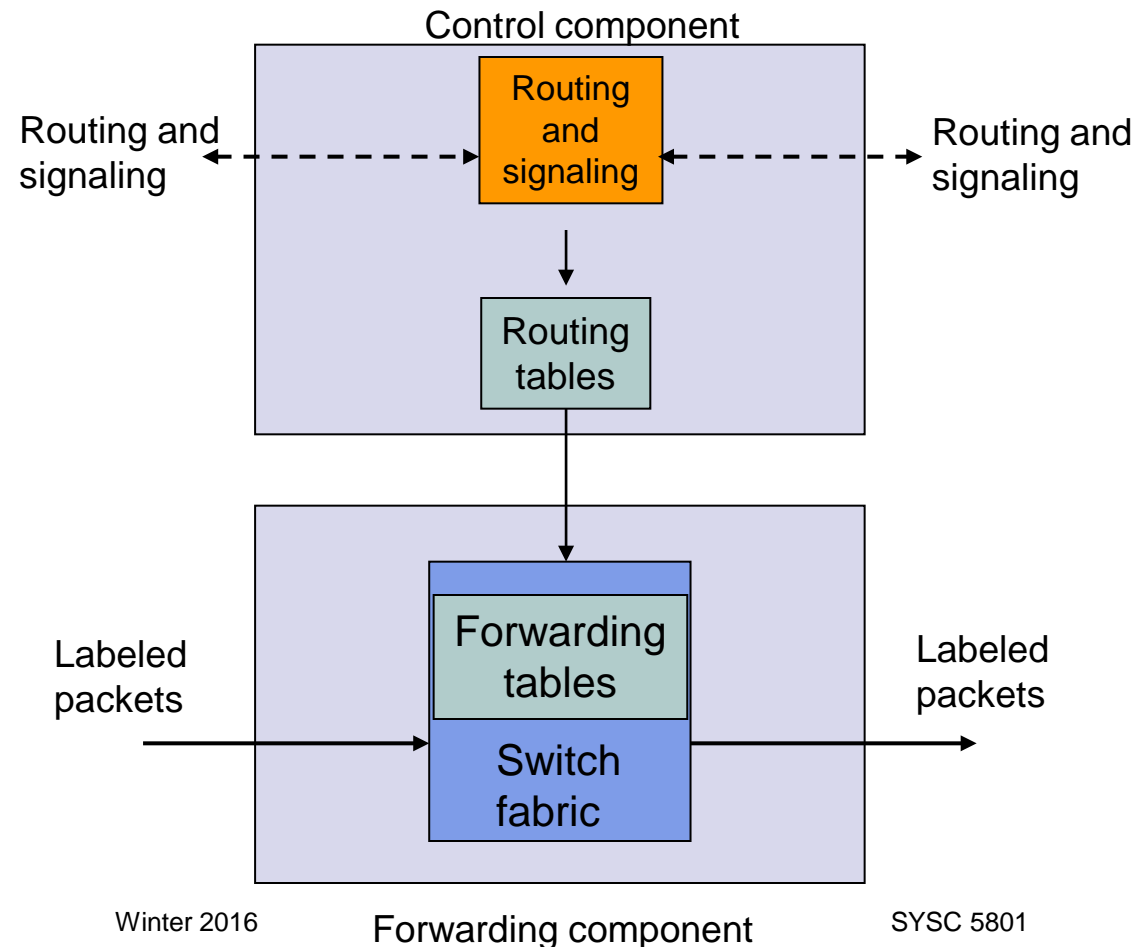 Control component
Routing
and
signaling
Routing and
signaling
Routing and
signaling
Routing
tables
Forwarding
tables
Labeled
packets
Labeled
packets
Switch
fabric
Winter 2016
Forwarding component
SYSC 5801